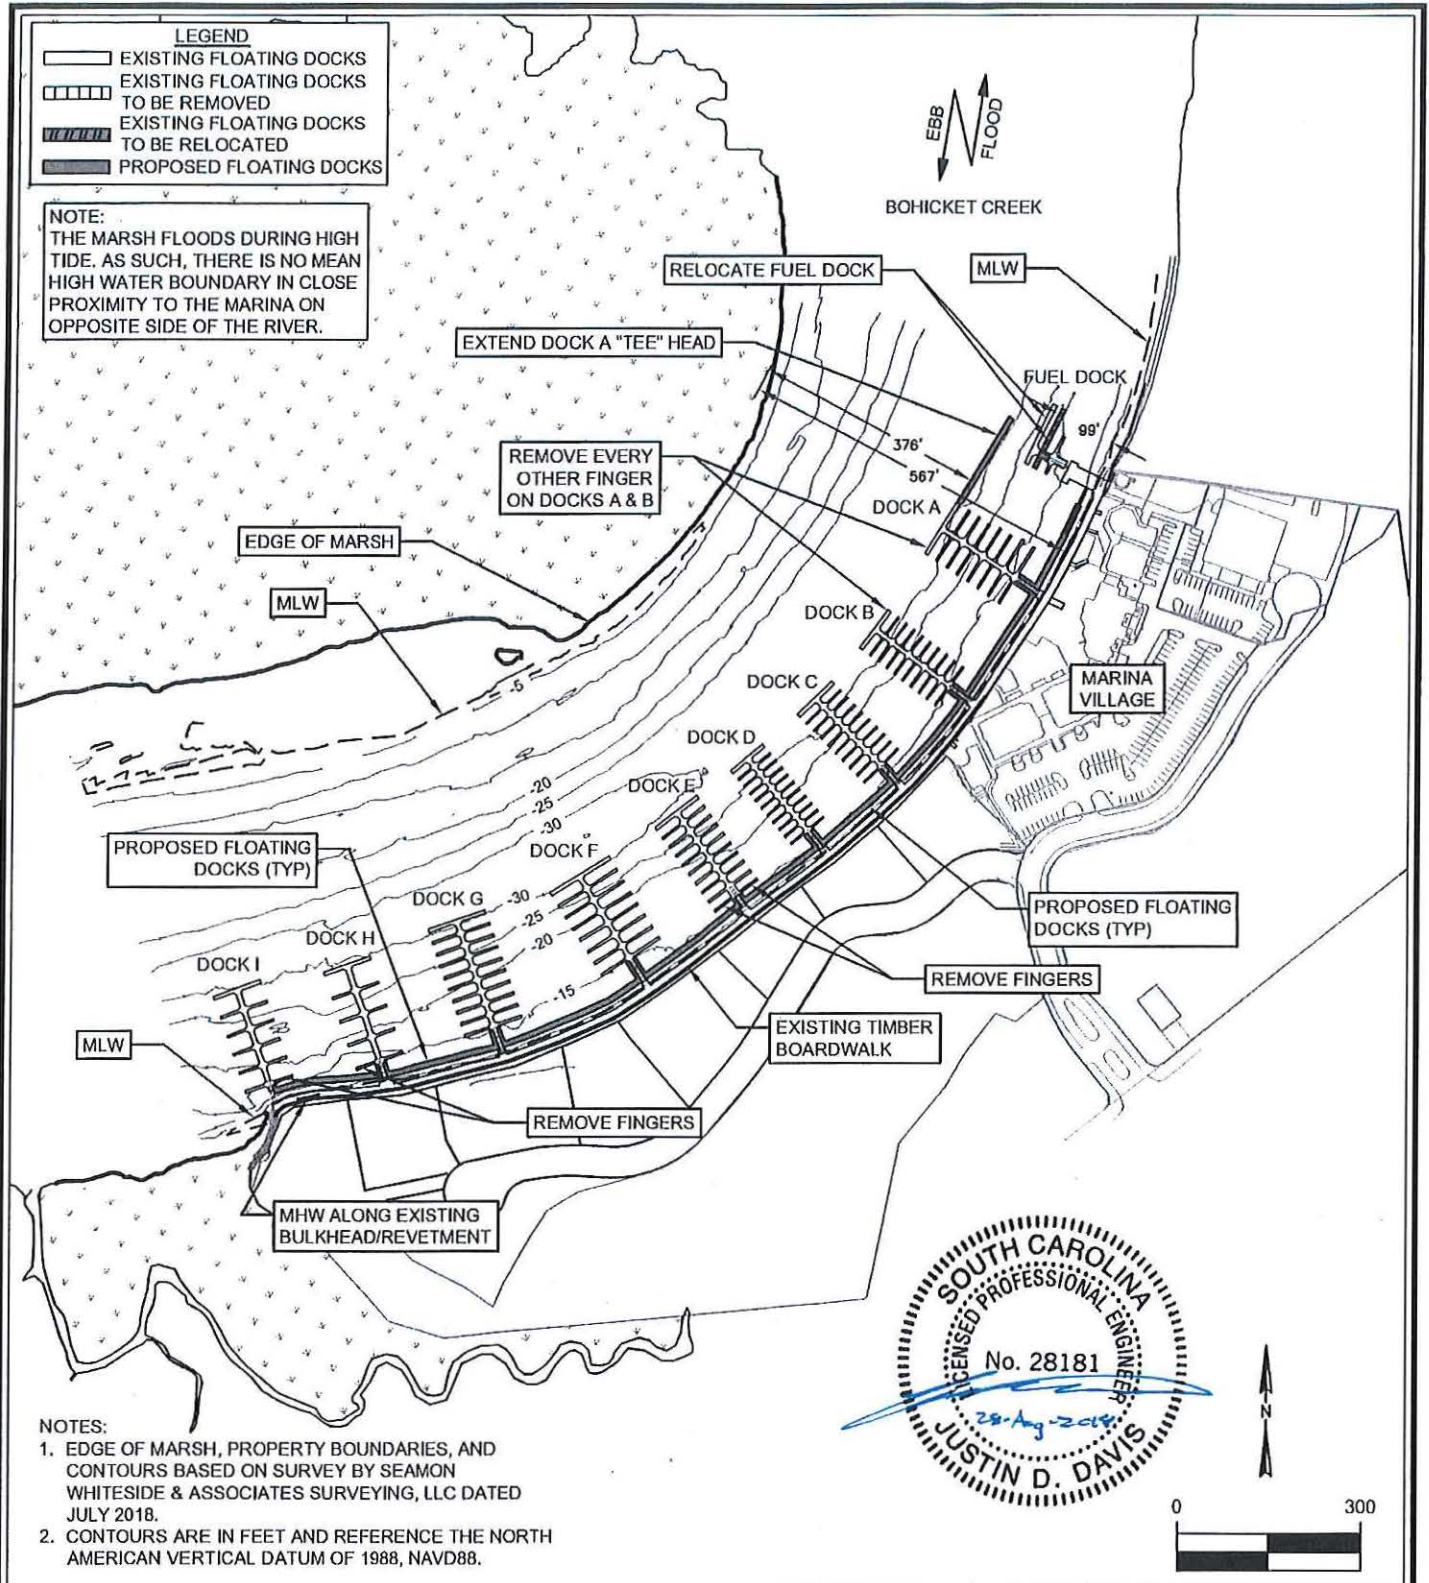 LEGEND
EXISTING FLOATING DOCKS
EXISTING FLOATING DOCKS
TO BE REMOVED
EXISTING FLOATING DOCKS
TO BE RELOCATED
PROPOSED FLOATING DOCKS
NOTE:
THE MARSH FLOODS DURING HIGH
TIDE. AS SUCH, THERE IS NO MEAN
HIGH WATER BOUNDARY IN CLOSE
PROXIMITY TO THE MARINA ON
OPPOSITE SIDE OF THE RIVER.
EBB
FLOOD
BOHICKET CREEK
RELOCATE FUEL DOCK
MLW
EXTEND DOCK A "TEE" HEAD
FUEL DOCK
99'
376'
567'
REMOVE EVERY
OTHER FINGER
ON DOCKS A & B
DOCK A
EDGE OF MARSH
MLW
DOCK B
MARINA
VILLAGE
DOCK C
-5
DOCK D
DOCK E
-20
-25
-30
PROPOSED FLOATING
DOCKS (TYP)
DOCK F
DOCK G
-30
-25
-20
PROPOSED FLOATING
DOCKS (TYP)
DOCK H
DOCK I
REMOVE FINGERS
-15
EXISTING TIMBER
BOARDWALK
MLW
REMOVE FINGERS
MHW ALONG EXISTING
BULKHEAD/REVETMENT
SOUTH CAROLINA
LICENSED PROFESSIONAL ENGINEER
No. 28181
28-Aug-2018
JUSTIN D. DAVIS
N
0 300
NOTES:
1. EDGE OF MARSH, PROPERTY BOUNDARIES, AND
CONTOURS BASED ON SURVEY BY SEAMON
WHITESIDE & ASSOCIATES SURVEYING, LLC DATED
JULY 2018.
2. CONTOURS ARE IN FEET AND REFERENCE THE NORTH
AMERICAN VERTICAL DATUM OF 1988, NAVD88.